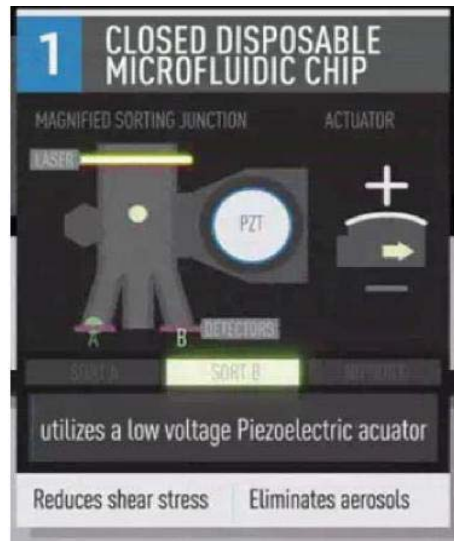 1
CLOSED DISPOSABLE
MICROFLUIDIC CHIP
MAGNIFIED SORTING JUNCTION
ACTUATOR
LASER
PZT
A
B
DETECTORS
SORT A
SORT B
utilizes a low voltage Piezoelectric acuator
Reduces shear stress
Eliminates aerosols